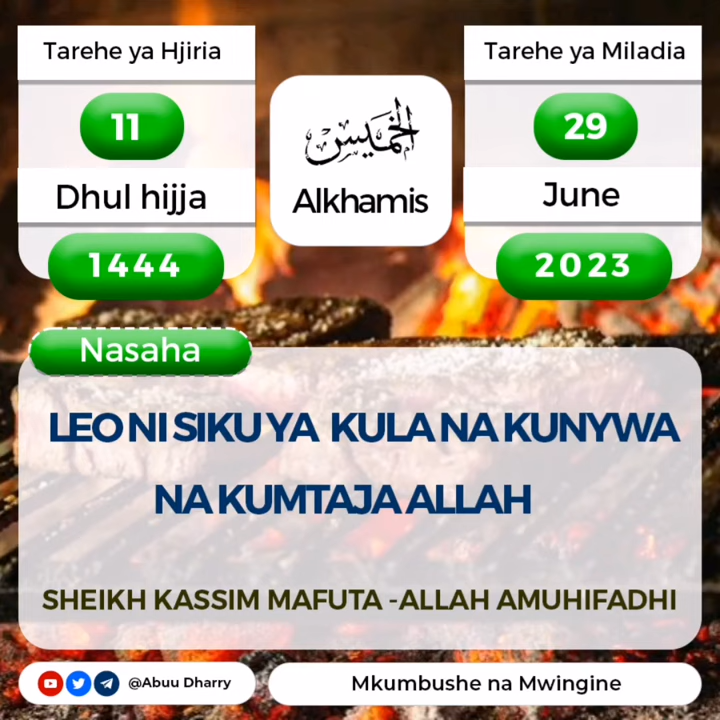 Tarehe ya Hjiria
11
Dhul hijja
1444
الخميس
Alkhamis
Tarehe ya Miladia
29
June
2023
Nasaha
LEO NI SIKU YA KULA NA KUNYWA
NA KUMTAJA ALLAH
SHEIKH KASSIM MAFUTA -ALLAH AMUHIFADHI
@Abuu Dharry
Mkumbushe na Mwingine